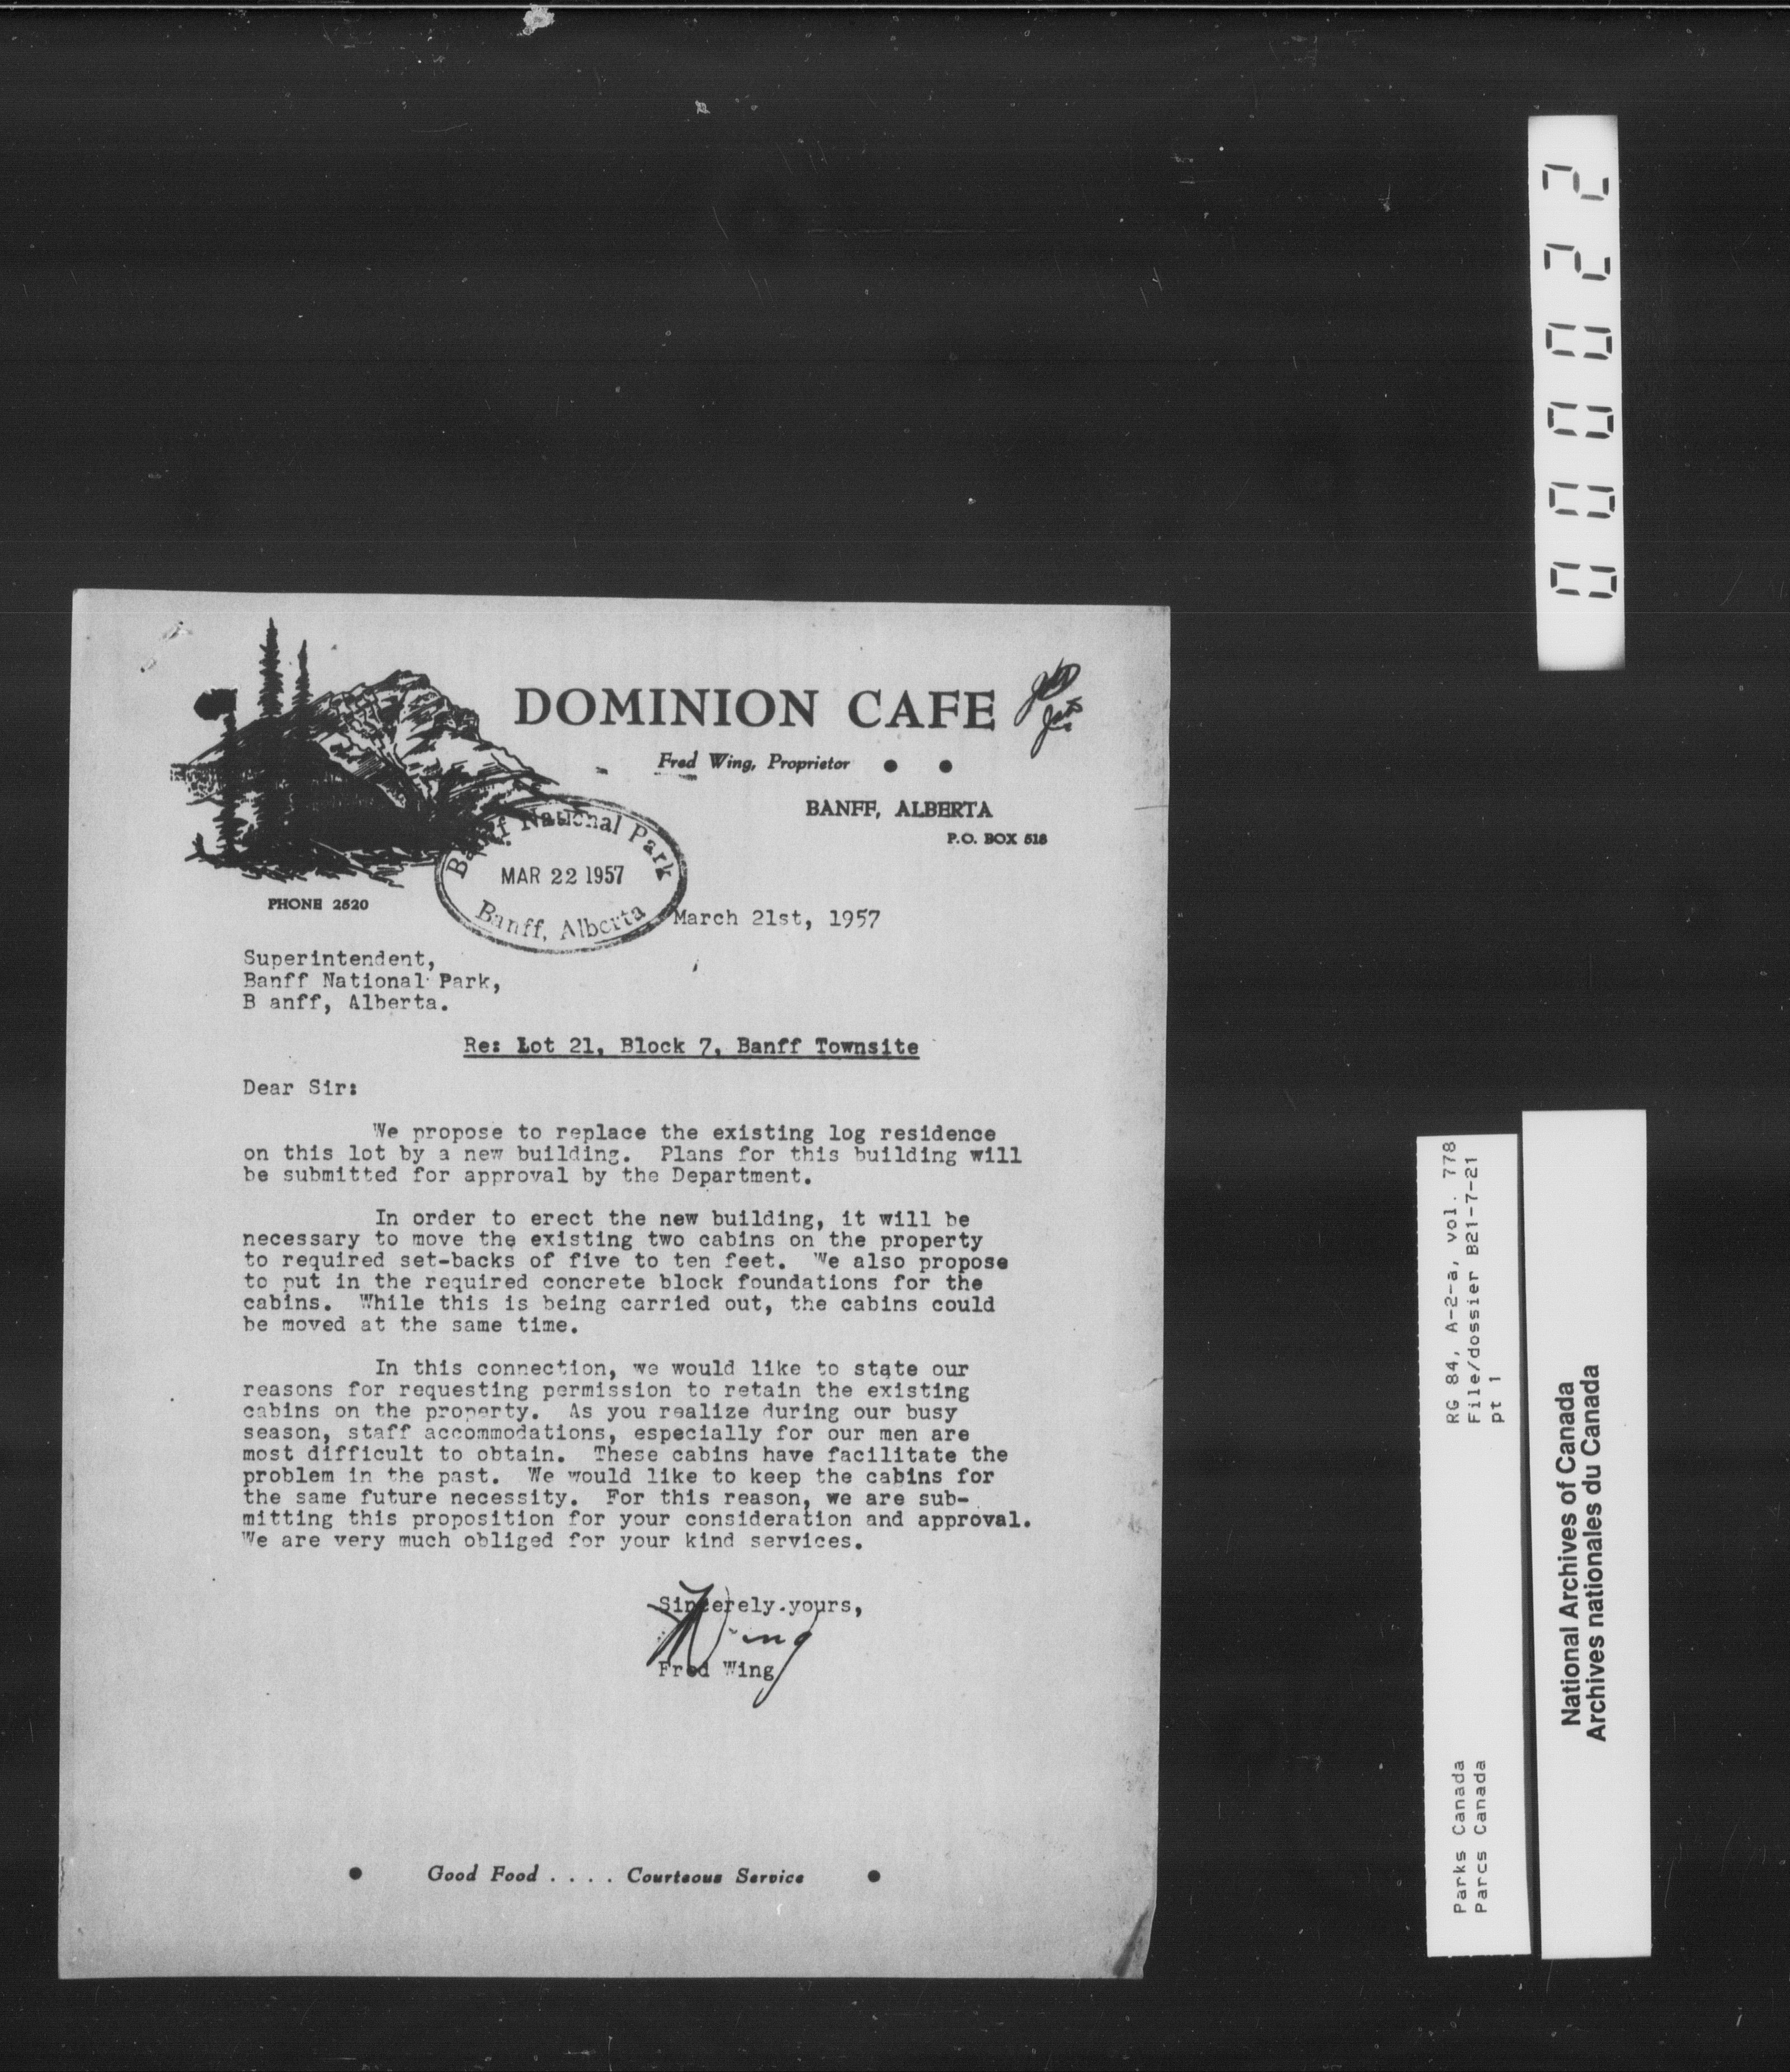 DOMINION CAFE
Fred Wing, Proprietor
BANFF, ALBERTA
P.O. BOX 518
PHONE 2520
Banff National Park
MAR 22 1957
Banff, Alberta
March 21st, 1957
Superintendent,
Banff National Park,
B anff, Alberta.
Re: Lot 21, Block 7, Banff Townsite
Dear Sir:
We propose to replace the existing log residence
on this lot by a new building. Plans for this building will
be submitted for approval by the Department.
In order to erect the new building, it will be
necessary to move the existing two cabins on the property
to required set-backs of five to ten feet. We also propose
to put in the required concrete block foundations for the
cabins. While this is being carried out, the cabins could
be moved at the same time.
In this connection, we would like to state our
reasons for requesting permission to retain the existing
cabins on the property. As you realize during our busy
season, staff accommodations, especially for our men are
most difficult to obtain. These cabins have facilitate the
problem in the past. We would like to keep the cabins for
the same future necessity. For this reason, we are sub-
mitting this proposition for your consideration and approval.
We are very much obliged for your kind services.
Sincerely yours,
Wing
Fred Wing
Good Food . . . . Courteous Service
000022
RG 84, A-2-a, vol. 778
File/dossier B21-7-21
pt 1
Parks Canada
Parcs Canada
National Archives of Canada
Archives nationales du Canada